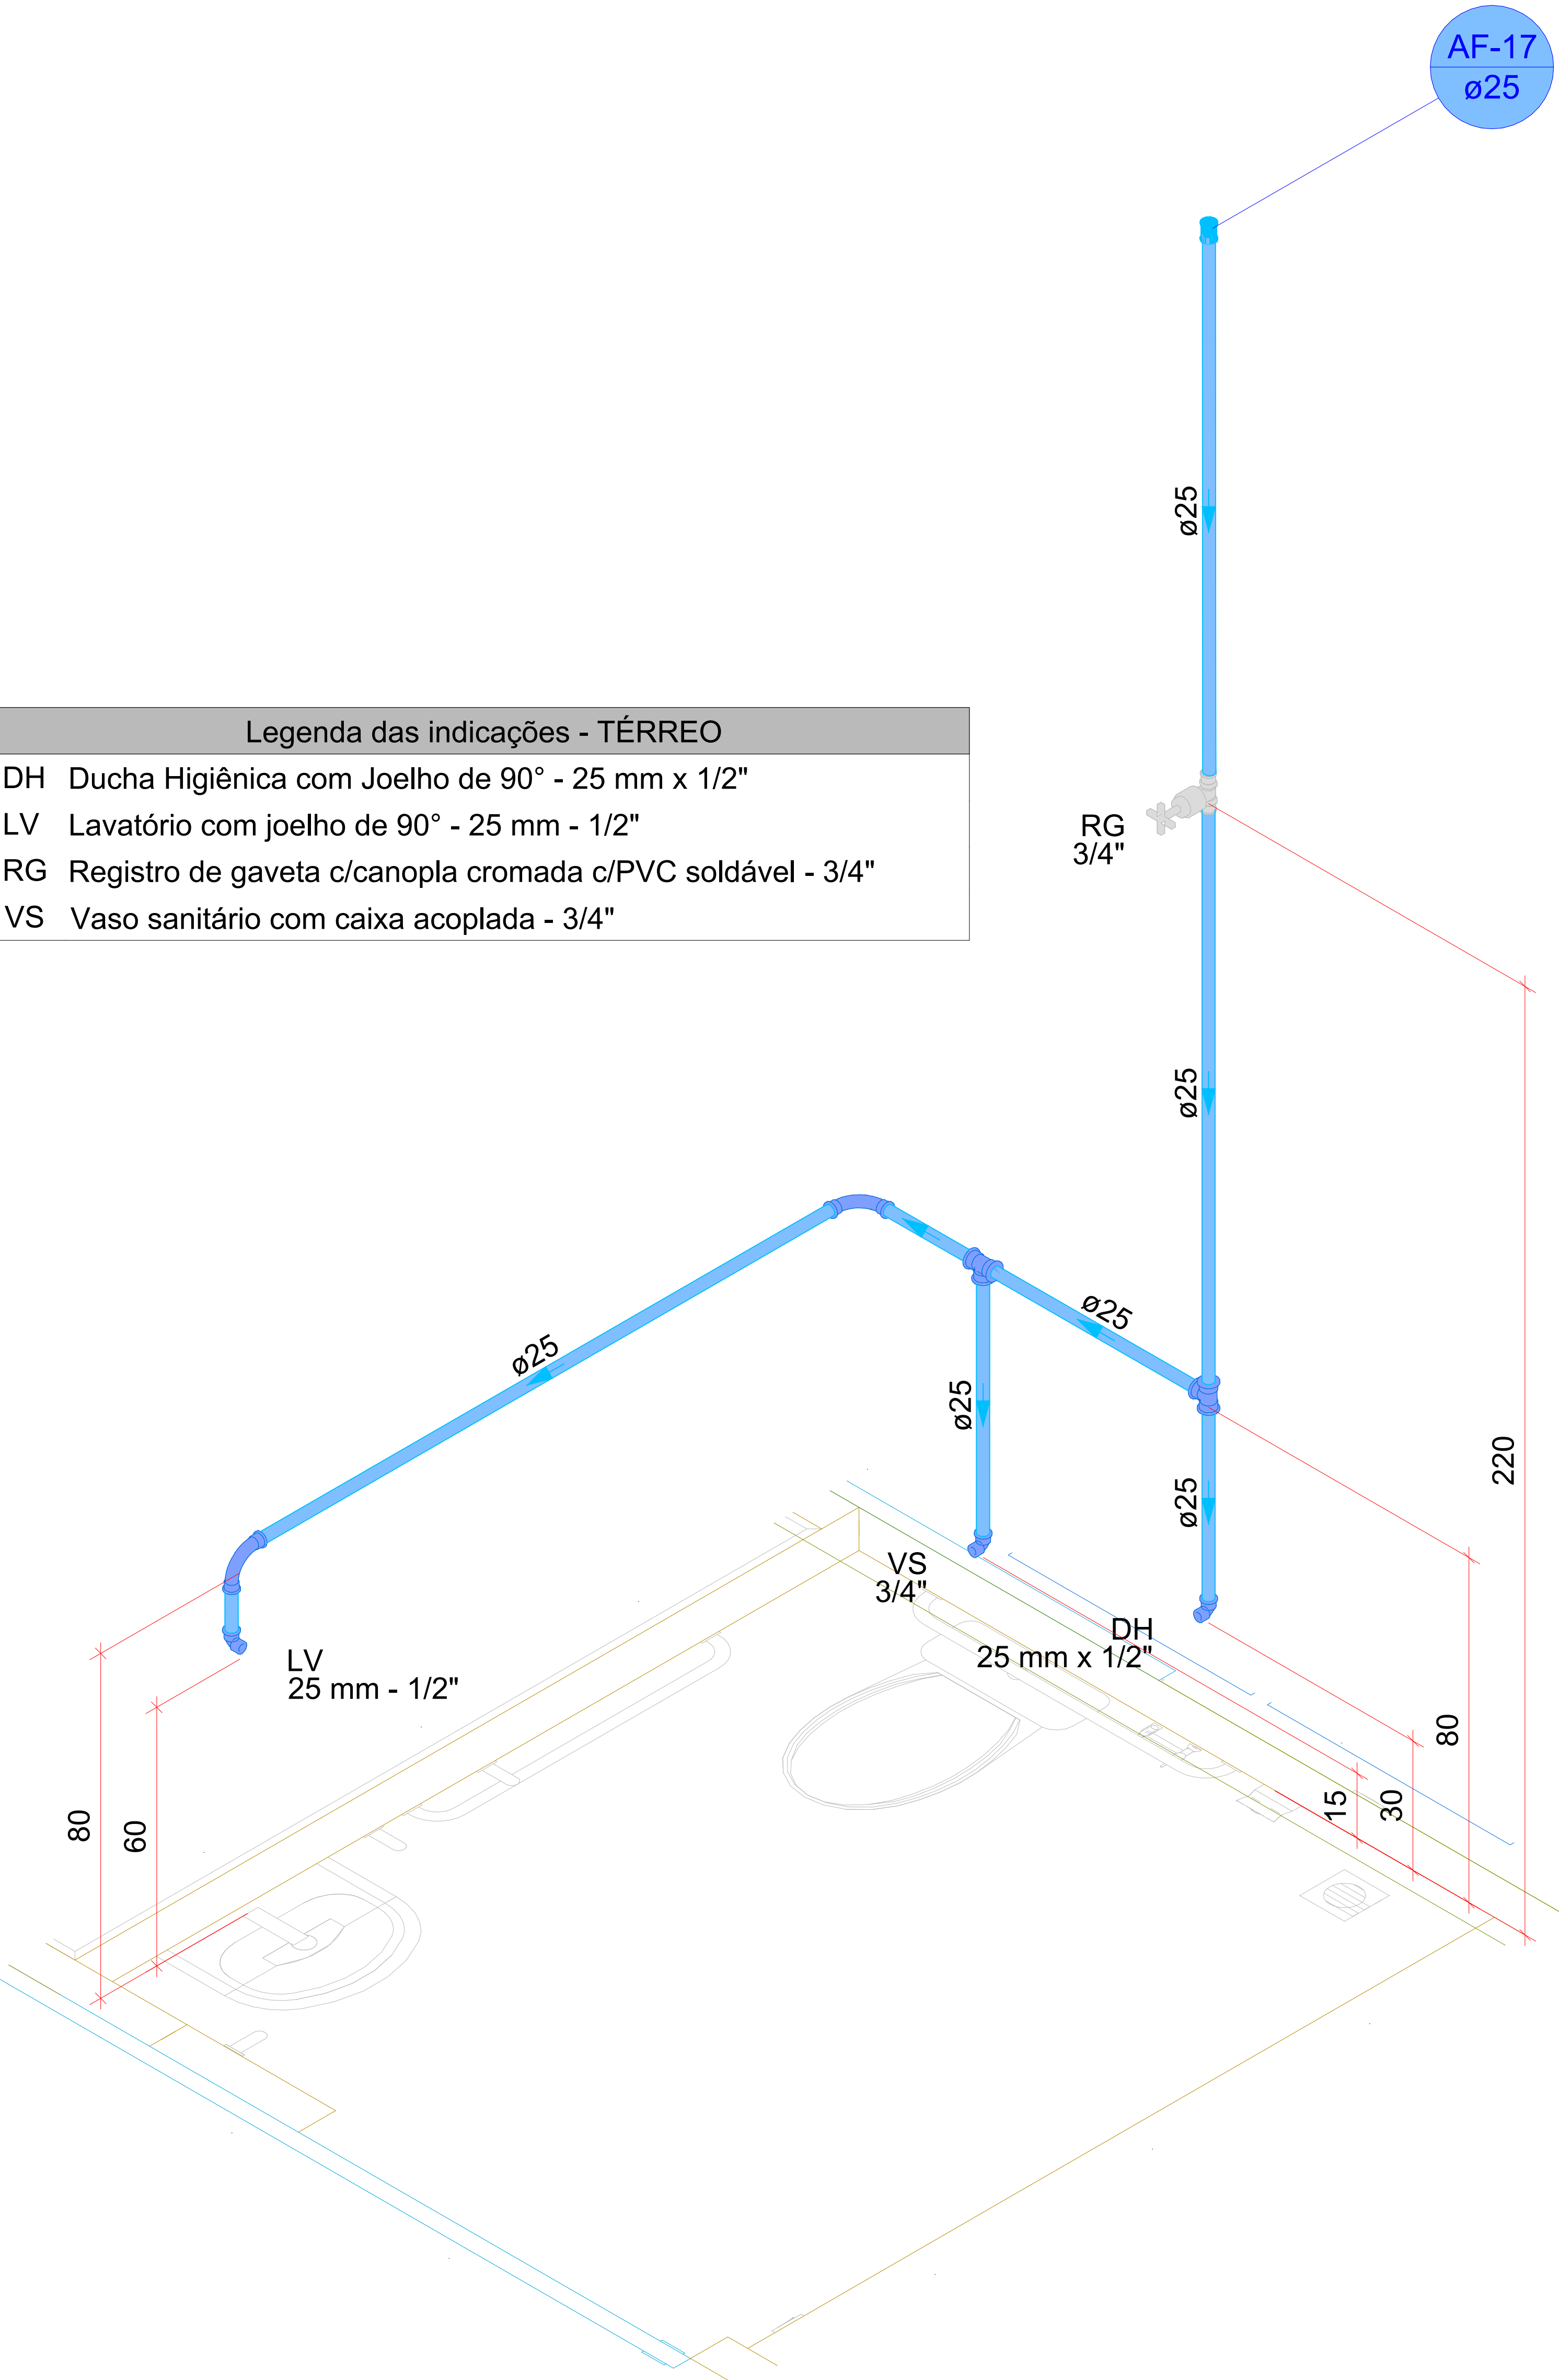 AF-17
ø25
ø25
Legenda das indicações - TÉRREO
DH Ducha Higiênica com Joelho de 90° - 25 mm x 1/2"
LV Lavatório com joelho de 90° - 25 mm - 1/2"
RG Registro de gaveta c/canopla cromada c/PVC soldável - 3/4"
VS Vaso sanitário com caixa acoplada - 3/4"
RG
3/4"
ø25
ø25
ø25
ø25
ø25
220
VS
3/4"
DH
25 mm x 1/2"
LV
25 mm - 1/2"
80
15
30
80
60